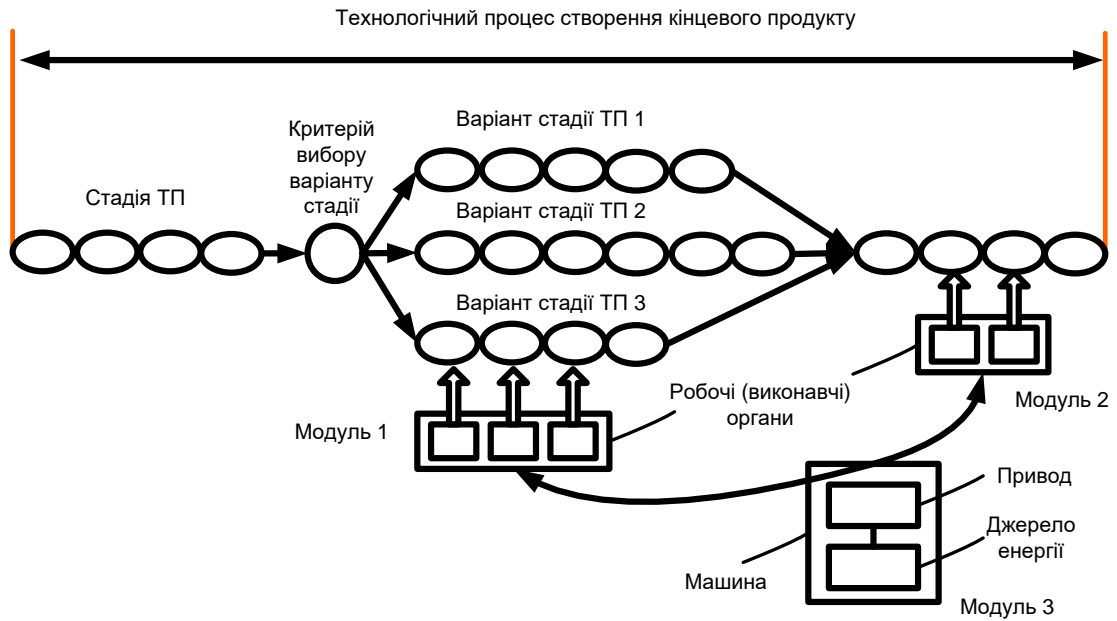 Технологічний процес створення кінцевого продукту
Варіант стадії ТП 1
Критерій
вибору
варіанту
стадії
Стадія ТП
Варіант стадії ТП 2
Варіант стадії ТП 3
Робочі (виконавчі)
органи
Модуль 2
Модуль 1
Привод
Джерело
енергії
Машина
Модуль 3